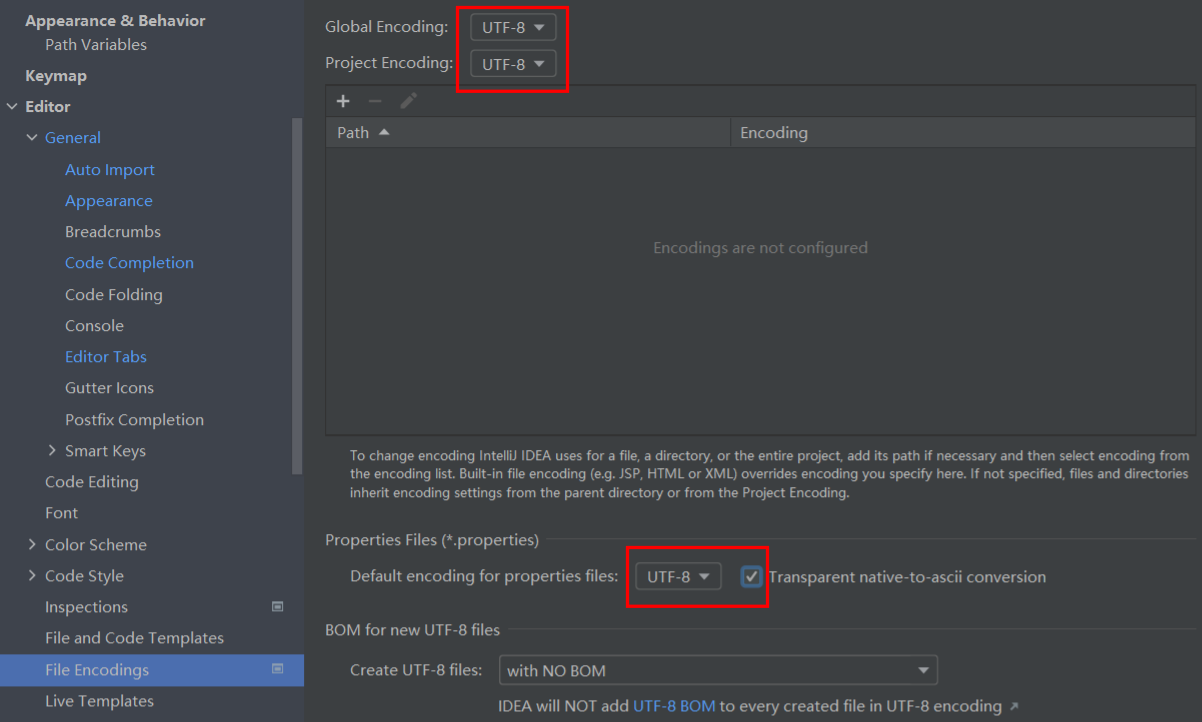 Appearance & Behavior
Path Variables
Keymap
Editor
General
Auto Import
Appearance
Breadcrumbs
Code Completion
Code Folding
Console
Editor Tabs
Gutter Icons
Postfix Completion
Smart Keys
Code Editing
Font
Color Scheme
Code Style
Inspections
File and Code Templates
File Encodings
Live Templates
Global Encoding: UTF-8
Project Encoding: UTF-8
Path Encoding
Encodings are not configured
To change encoding IntelliJ IDEA uses for a file, a directory, or the entire project, add its path if necessary and then select encoding from
the encoding list. Built-in file encoding (e.g. JSP, HTML or XML) overrides encoding you specify here. If not specified, files and directories
inherit encoding settings from the parent directory or from the Project Encoding.
Properties Files (*.properties)
Default encoding for properties files: UTF-8 Transparent native-to-ascii conversion
BOM for new UTF-8 files
Create UTF-8 files: with NO BOM
IDEA will NOT add UTF-8 BOM to every created file in UTF-8 encoding ↗